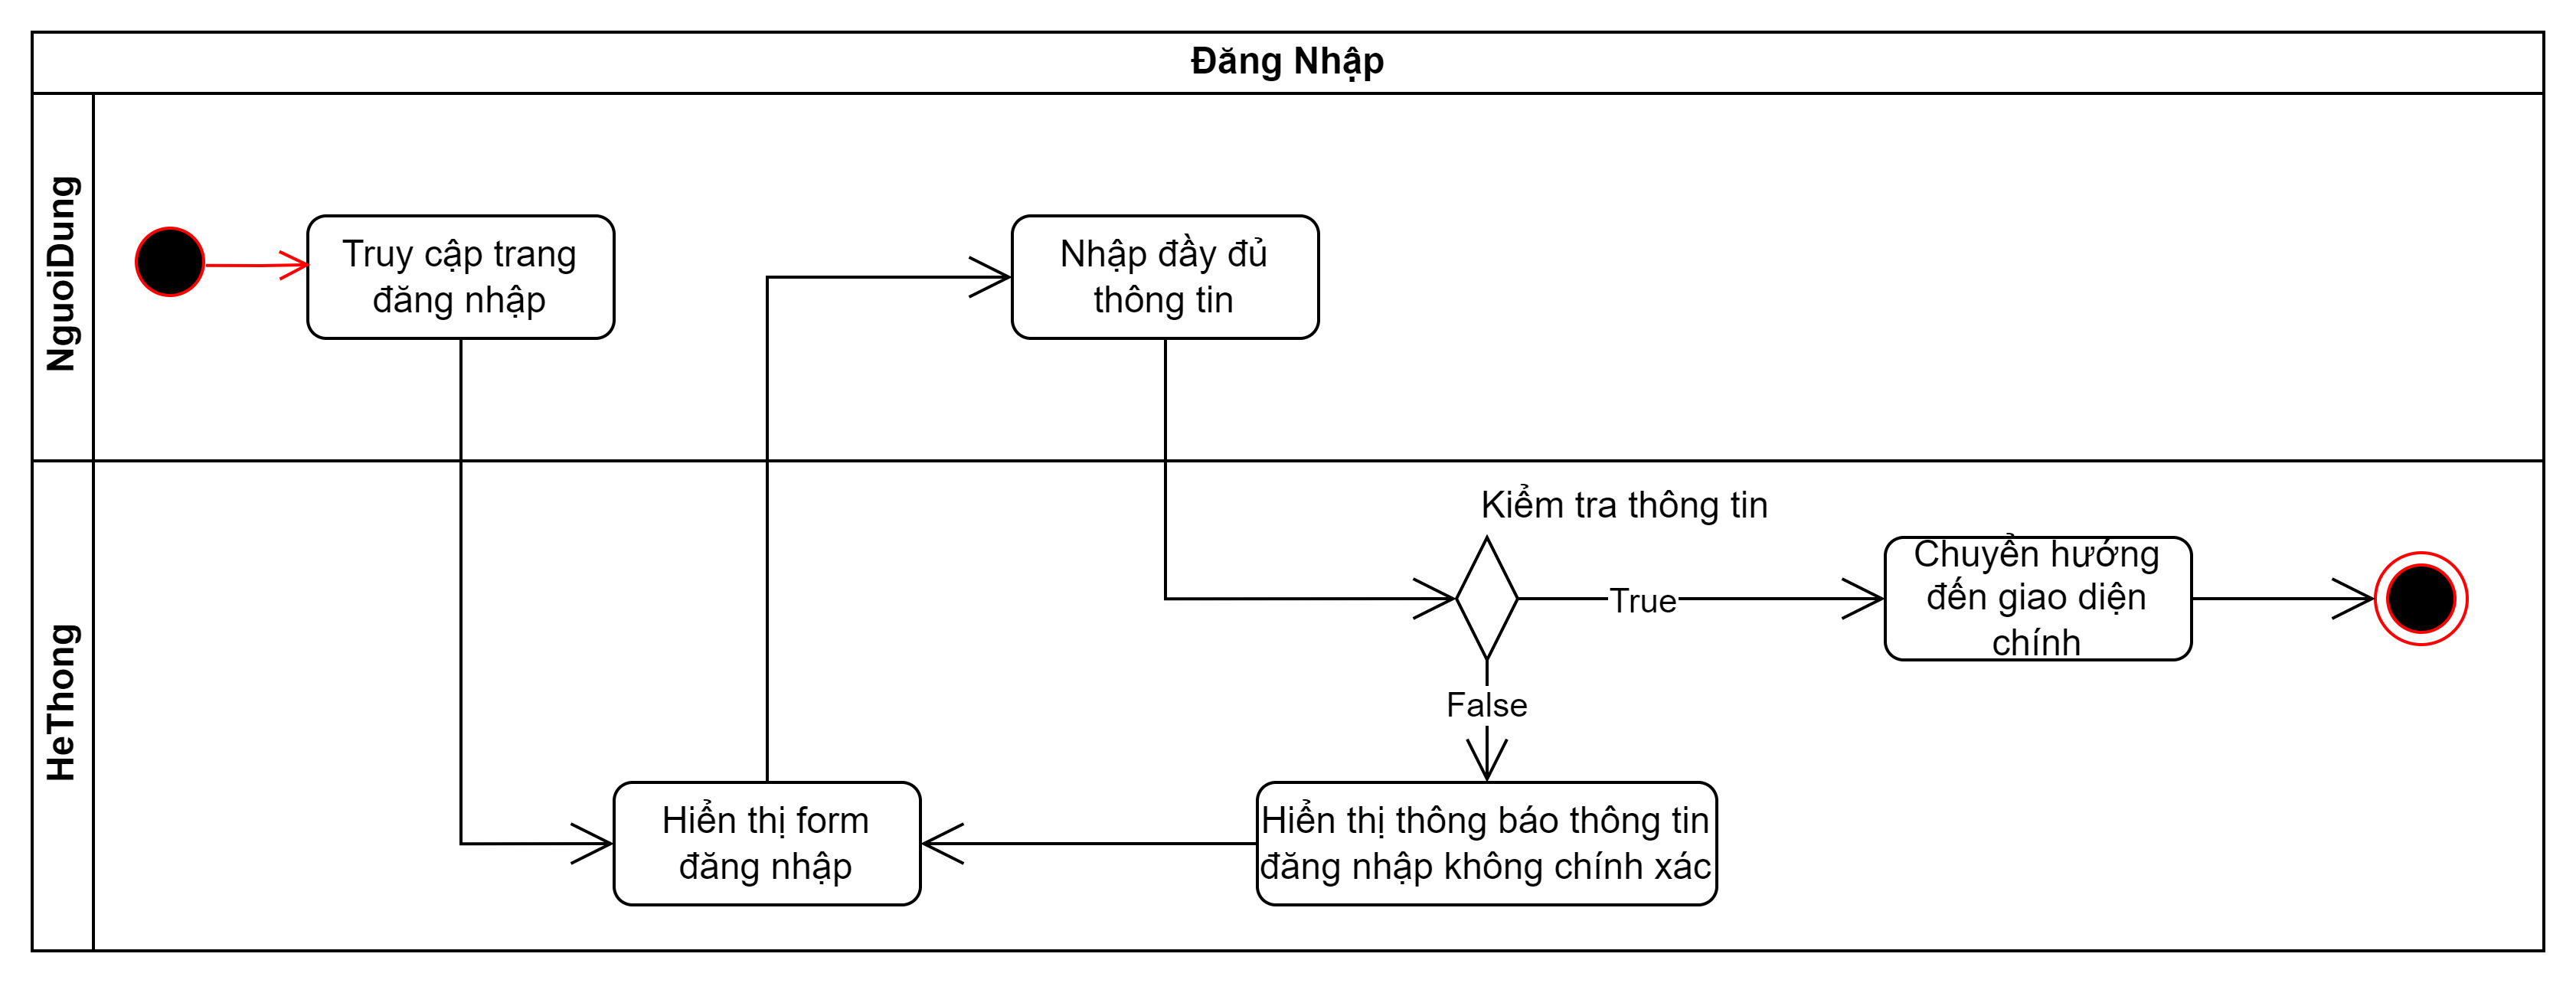 Đăng Nhập
NguoiDung
Truy cập trang
đăng nhập
Nhập đầy đủ
thông tin
HeThong
Kiểm tra thông tin
True
Chuyển hướng
đến giao diện
chính
False
Hiển thị form
đăng nhập
Hiển thị thông báo thông tin
đăng nhập không chính xác